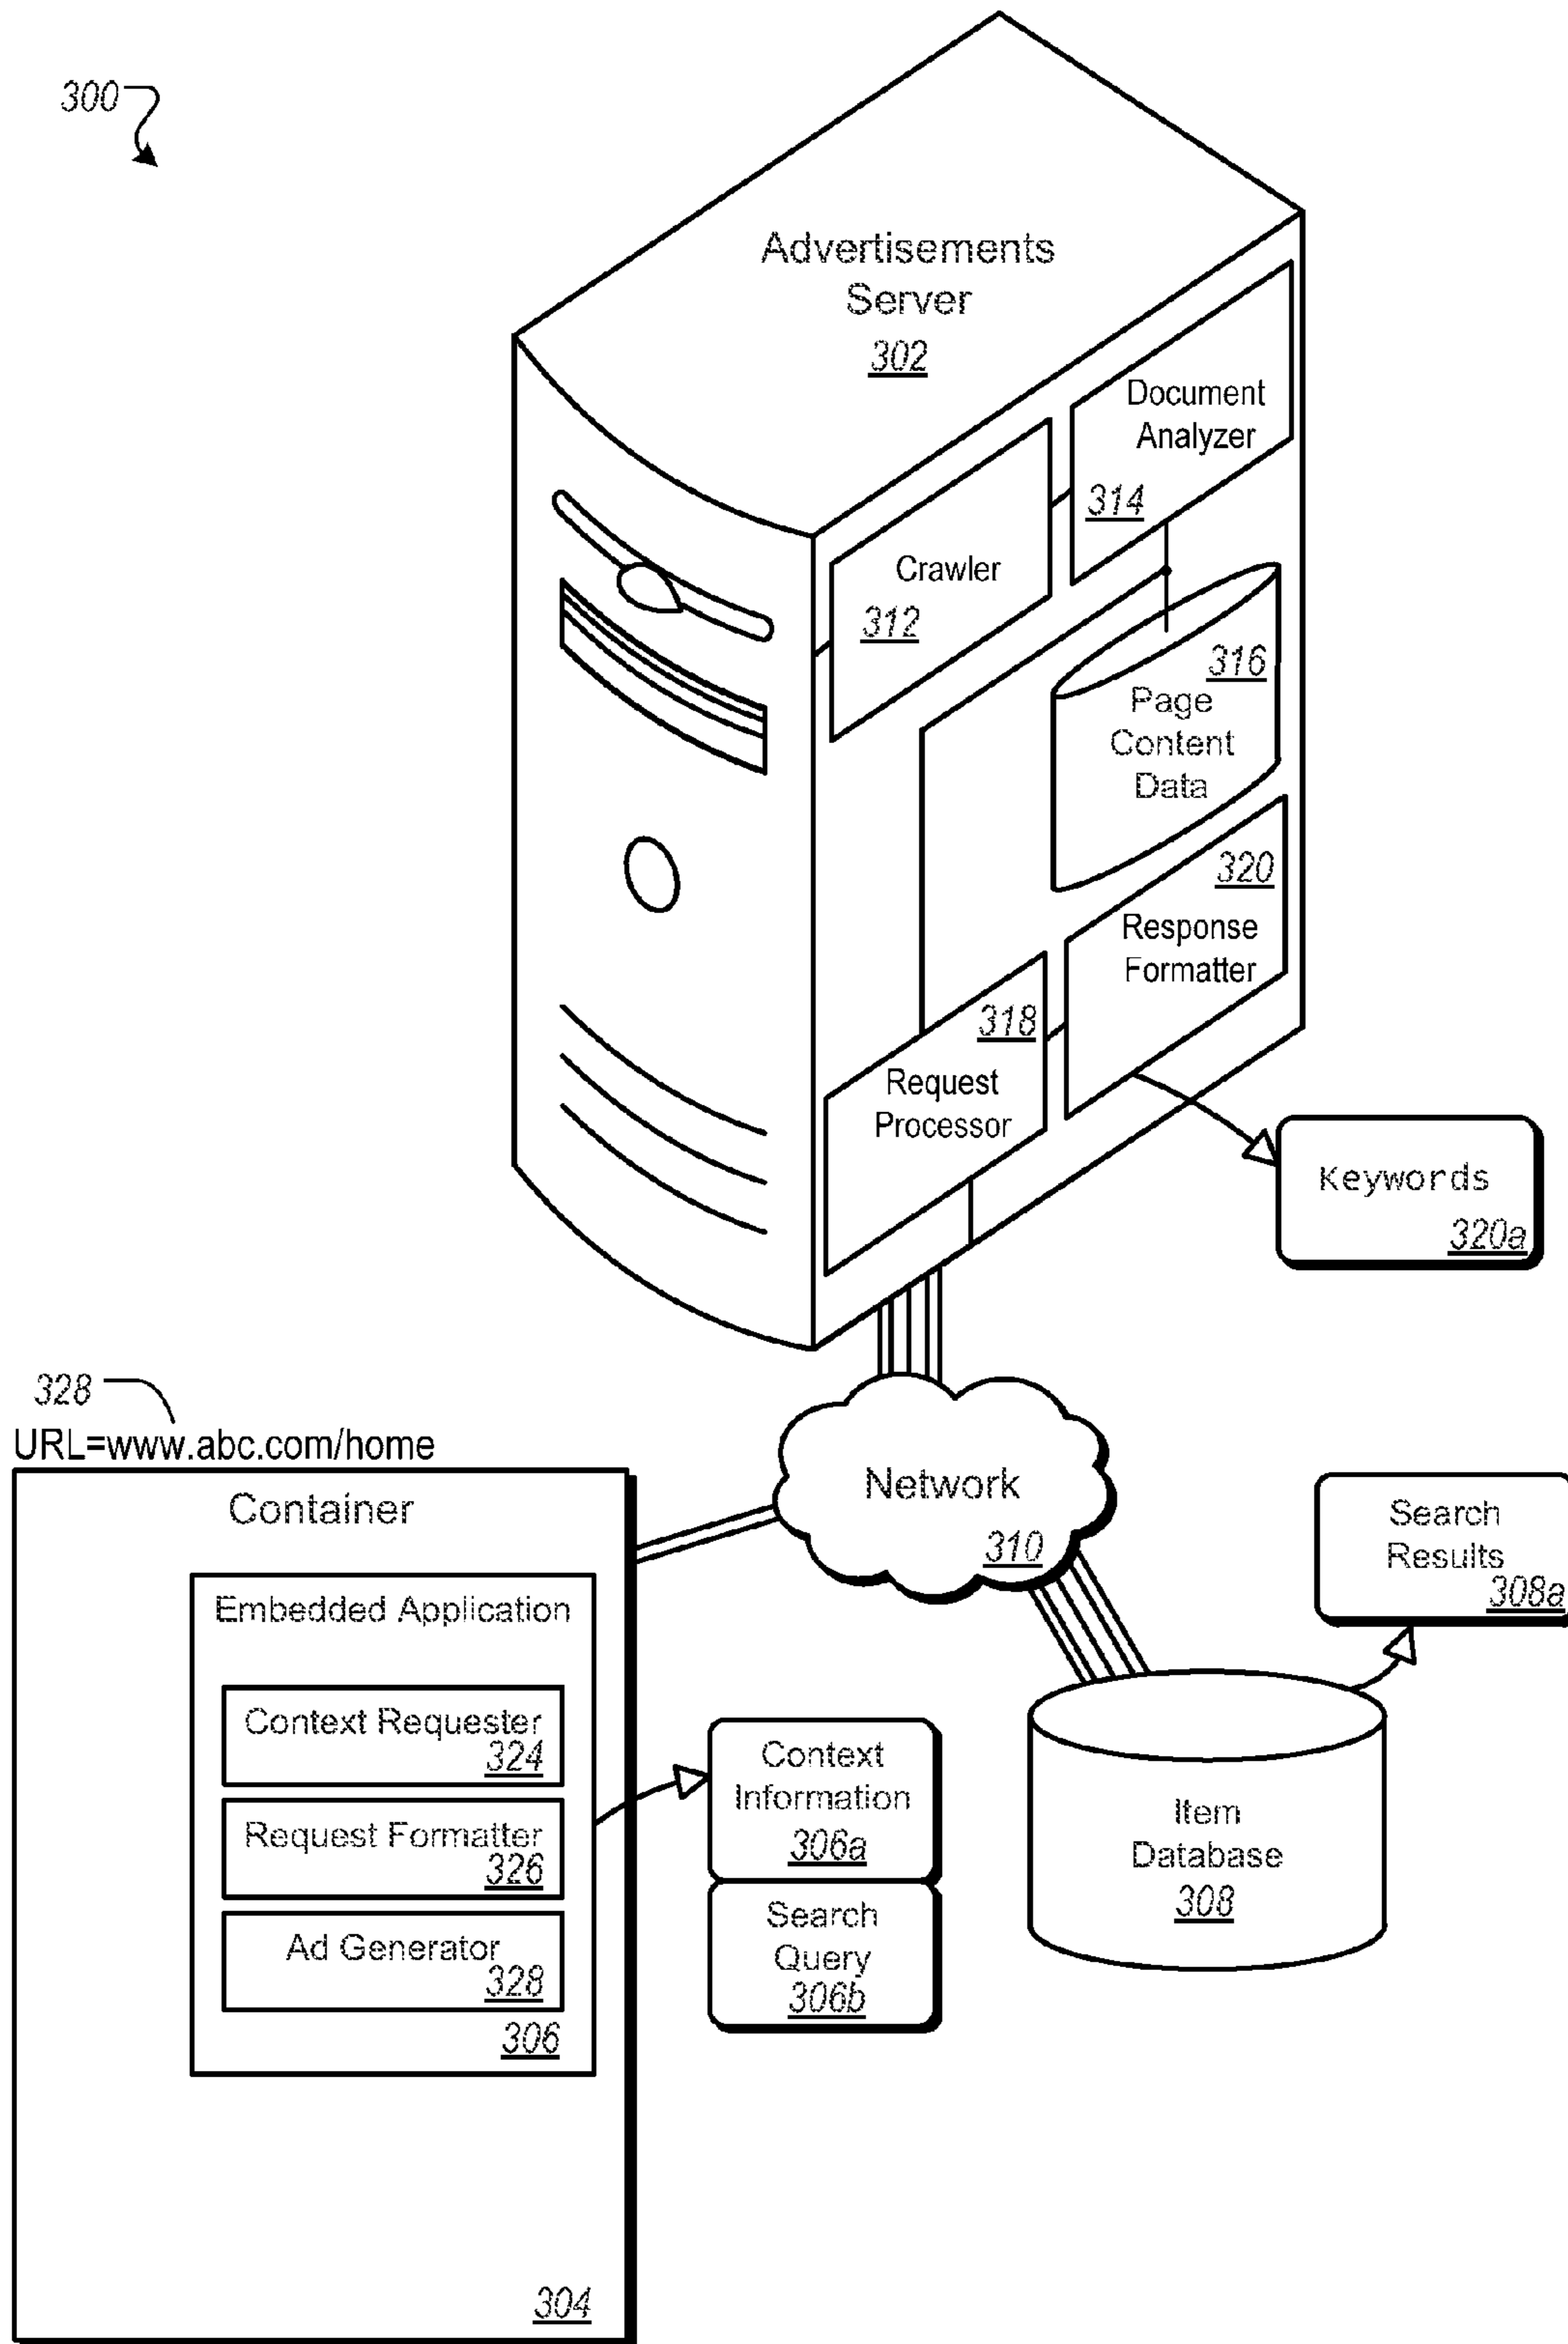 300
Advertisements
Server
302
Document
Analyzer
314
Crawler
312
316
Page
Content
Data
320
Response
Formatter
318
Request
Processor
Keywords
320a
328
URL=www.abc.com/home
Container
Network
310
Search
Results
308a
Embedded Application
Context Requester
324
Request Formatter
326
Ad Generator
328
306
Context
Information
306a
Search
Query
306b
Item
Database
308
304